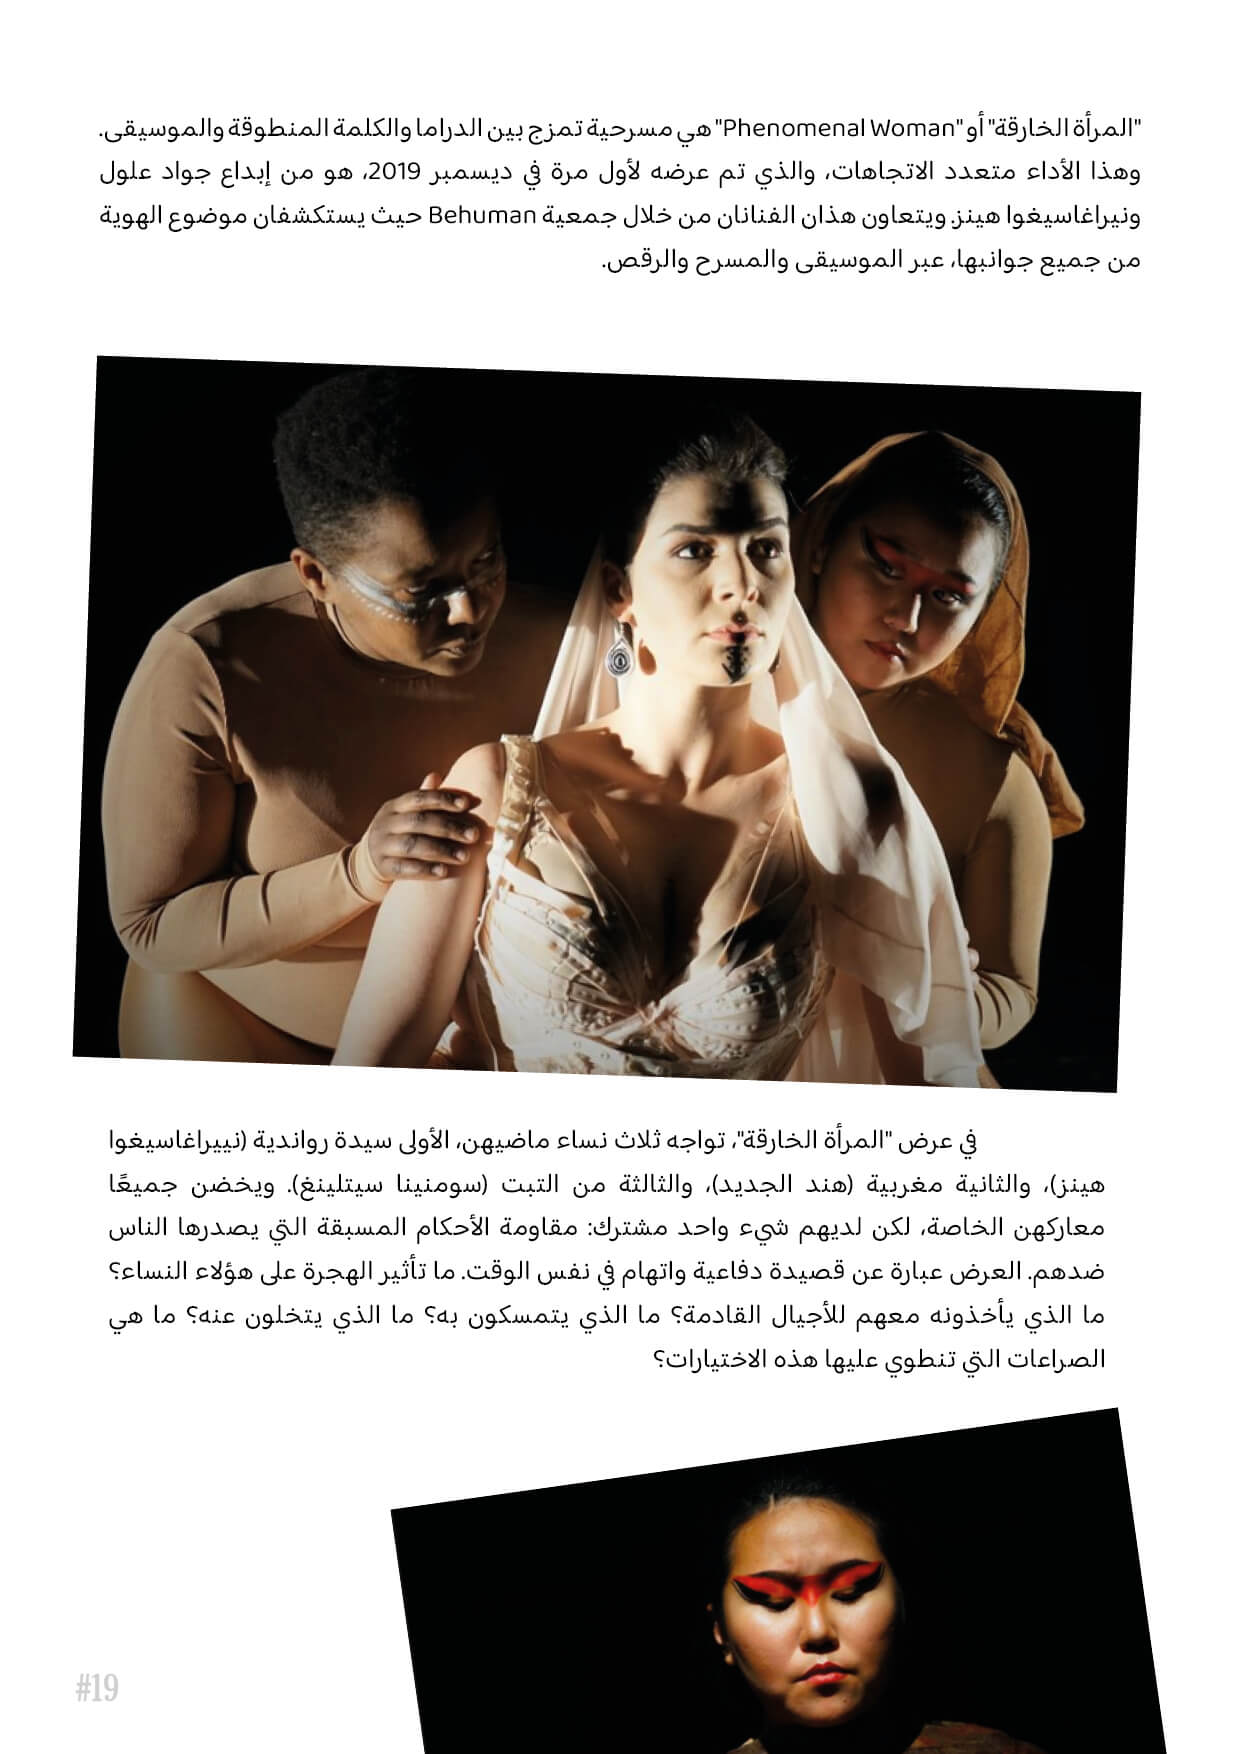 "المرأة الخارقة" أو "Phenomenal Woman" هي مسرحية تمزج بين الدراما والكلمة المنطوقة والموسيقى.
وهذا الأداء متعدد الاتجاهات، والذي تم عرضه لأول مرة في ديسمبر 2019، هو من إبداع جواد علول
ونيراغاسيغوا هينز. ويتعاون هذان الفنانان من خلال جمعية Behuman حيث يستكشفان موضوع الهوية
من جميع جوانبها، عبر الموسيقى والمسرح والرقص.
في عرض "المرأة الخارقة"، تواجه ثلاث نساء ماضيهن، الأولى سيدة رواندية (نييراغاسيغوا
هينز)، والثانية مغربية (هند الجديد)، والثالثة من التبت (سومنينا سيتلينغ). ويخضن جميعًا
معاركهن الخاصة، لكن لديهم شيء واحد مشترك: مقاومة الأحكام المسبقة التي يصدرها الناس
ضدهم. العرض عبارة عن قصيدة دفاعية واتهام في نفس الوقت. ما تأثير الهجرة على هؤلاء النساء؟
ما الذي يأخذونه معهم للأجيال القادمة؟ ما الذي يتمسكون به؟ ما الذي يتخلون عنه؟ ما هي
الصراعات التي تنطوي عليها هذه الاختيارات؟
#19